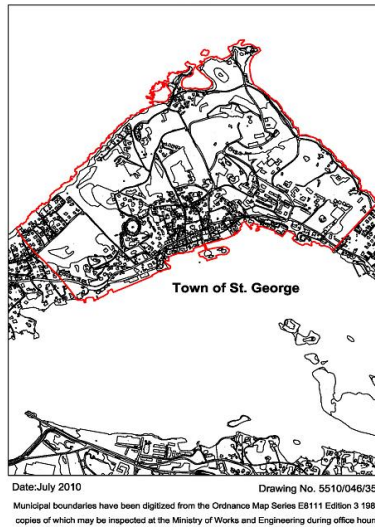 Town of St. George
Date:July 2010
Drawing No. 5510/046/35
Municipal boundaries have been digitized from the Ordnance Map Series E8111 Edition 3 198
copies of which may be inspected at the Ministry of Works and Engineering during office hou